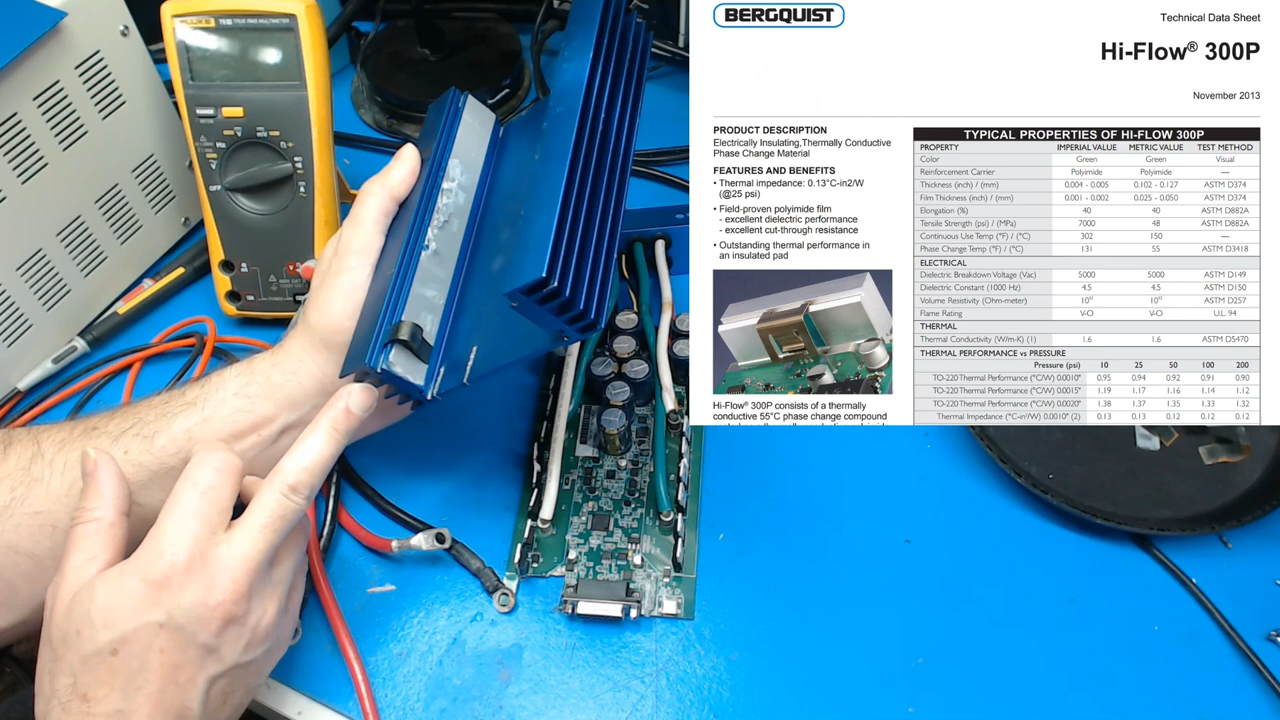 BERGQUIST
Technical Data Sheet
Hi-Flow® 300P
November 2013
PRODUCT DESCRIPTION
Electrically Insulating,Thermally Conductive
Phase Change Material
FEATURES AND BENEFITS
• Thermal impedance: 0.13°C-in2/W
(@25 psi)
• Field-proven polyimide film
- excellent dielectric performance
- excellent cut-through resistance
• Outstanding thermal performance in
an insulated pad
Hi-Flow® 300P consists of a thermally
conductive 55°C phase change compound
TYPICAL PROPERTIES OF HI-FLOW 300P
PROPERTY IMPERIAL VALUE METRIC VALUE TEST METHOD
Color Green Green Visual
Reinforcement Carrier Polyimide Polyimide —
Thickness (inch) / (mm) 0.004 - 0.005 0.102 - 0.127 ASTM D374
Film Thickness (inch) / (mm) 0.001 - 0.002 0.025 - 0.050 ASTM D374
Elongation (%) 40 40 ASTM D882A
Tensile Strength (psi) / (MPa) 7000 48 ASTM D882A
Continuous Use Temp (°F) / (°C) 302 150 —
Phase Change Temp (°F) / (°C) 131 55 ASTM D3418
ELECTRICAL
Dielectric Breakdown Voltage (Vac) 5000 5000 ASTM D149
Dielectric Constant (1000 Hz) 4.5 4.5 ASTM D150
Volume Resistivity (Ohm-meter) 10¹² 10¹² ASTM D257
Flame Rating V-O V-O U.L. 94
THERMAL
Thermal Conductivity (W/m-K) (1) 1.6 1.6 ASTM D5470
THERMAL PERFORMANCE vs PRESSURE
Pressure (psi) 10 25 50 100 200
TO-220 Thermal Performance (°C/W) 0.0010" 0.95 0.94 0.92 0.91 0.90
TO-220 Thermal Performance (°C/W) 0.0015" 1.19 1.17 1.16 1.14 1.12
TO-220 Thermal Performance (°C/W) 0.0020" 1.38 1.37 1.35 1.33 1.32
Thermal Impedance (°C-in²/W) 0.0010" (2) 0.13 0.13 0.12 0.12 0.12
FLUKE
TRUE RMS MULTIMETER
RANGE
OFF